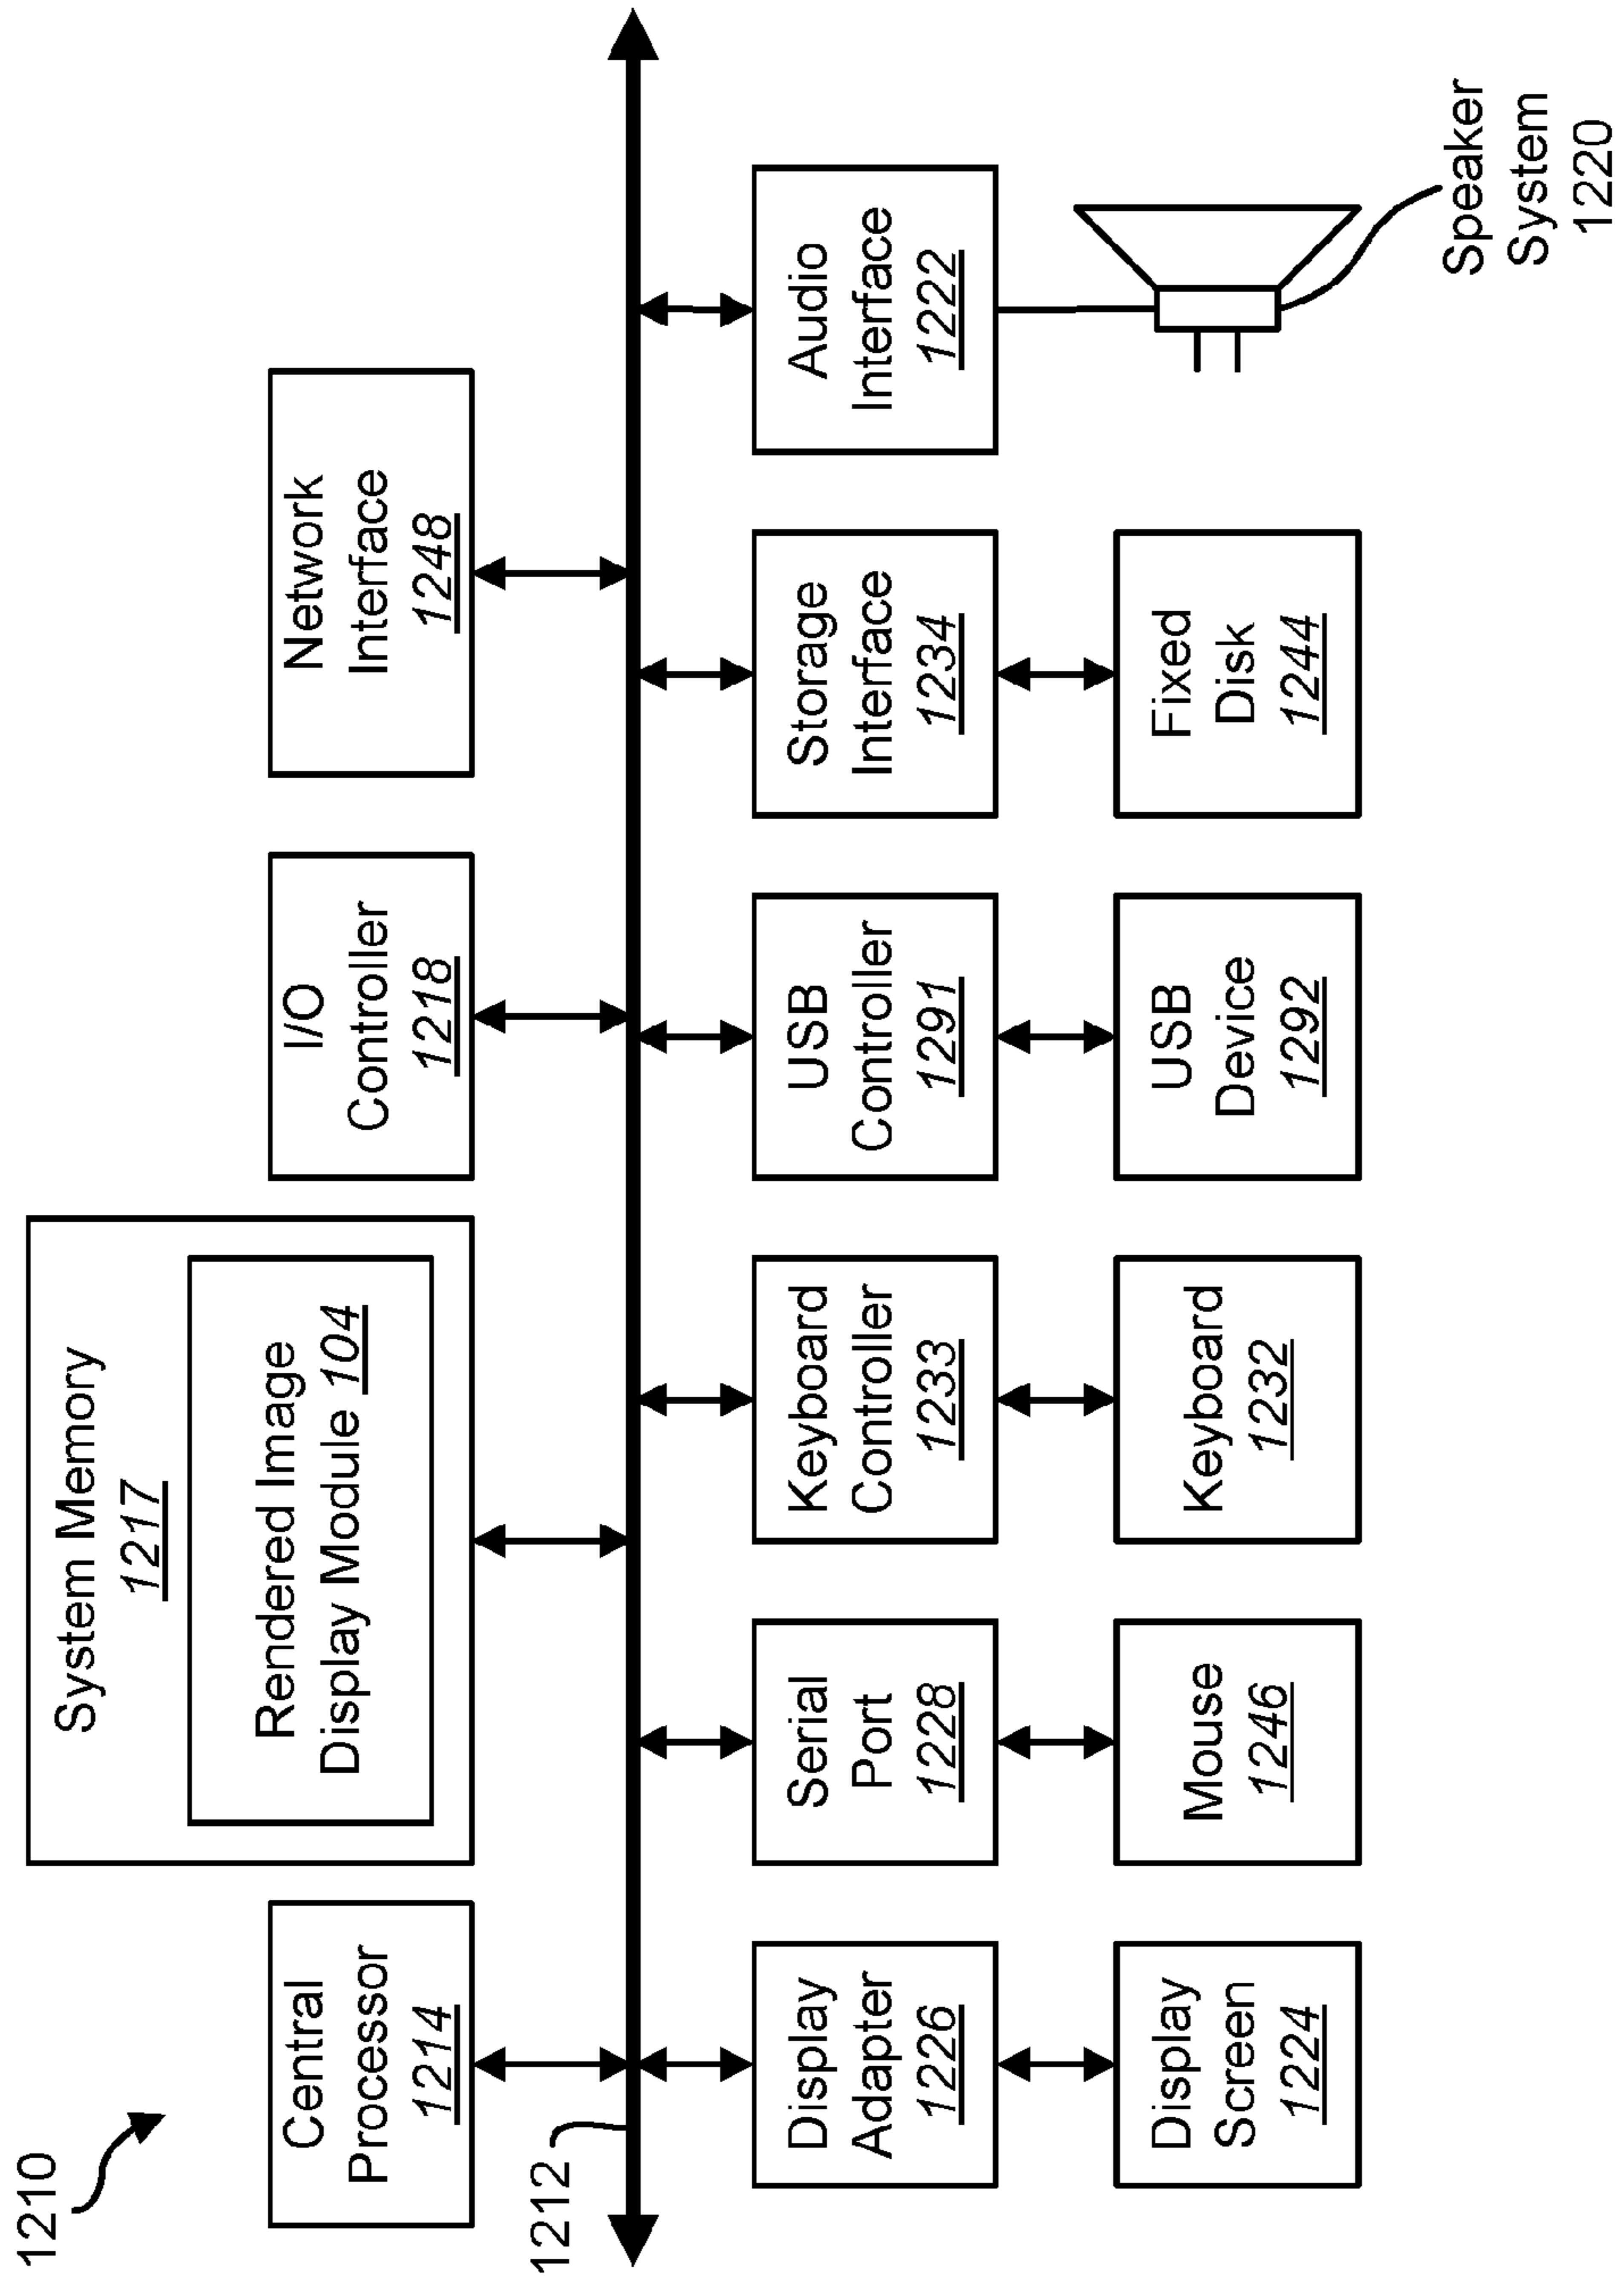 1210
System Memory
1217
Rendered Image
Display Module 104
Central
Processor
1214
I/O
Controller
1218
Network
Interface
1248
1212
Display
Adapter
1226
Serial
Port
1228
Keyboard
Controller
1233
USB
Controller
1291
Storage
Interface
1234
Audio
Interface
1222
Display
Screen
1224
Mouse
1246
Keyboard
1232
USB
Device
1292
Fixed
Disk
1244
Speaker
System
1220